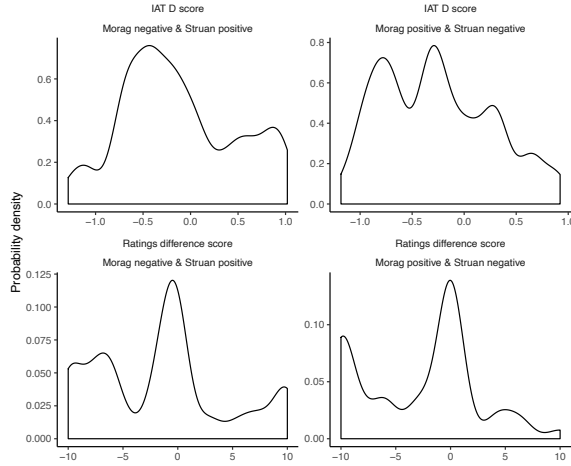 IAT D score
Morag negative & Struan positive
0.6
0.4
0.2
0.0
−1.0 −0.5 0.0 0.5 1.0
IAT D score
Morag positive & Struan negative
0.8
0.6
0.4
0.2
0.0
−1.0 −0.5 0.0 0.5 1.0
Probability density
Ratings difference score
Morag negative & Struan positive
0.125
0.100
0.075
0.050
0.025
0.000
−10 −5 0 5 10
Ratings difference score
Morag positive & Struan negative
0.10
0.05
0.00
−10 −5 0 5 10